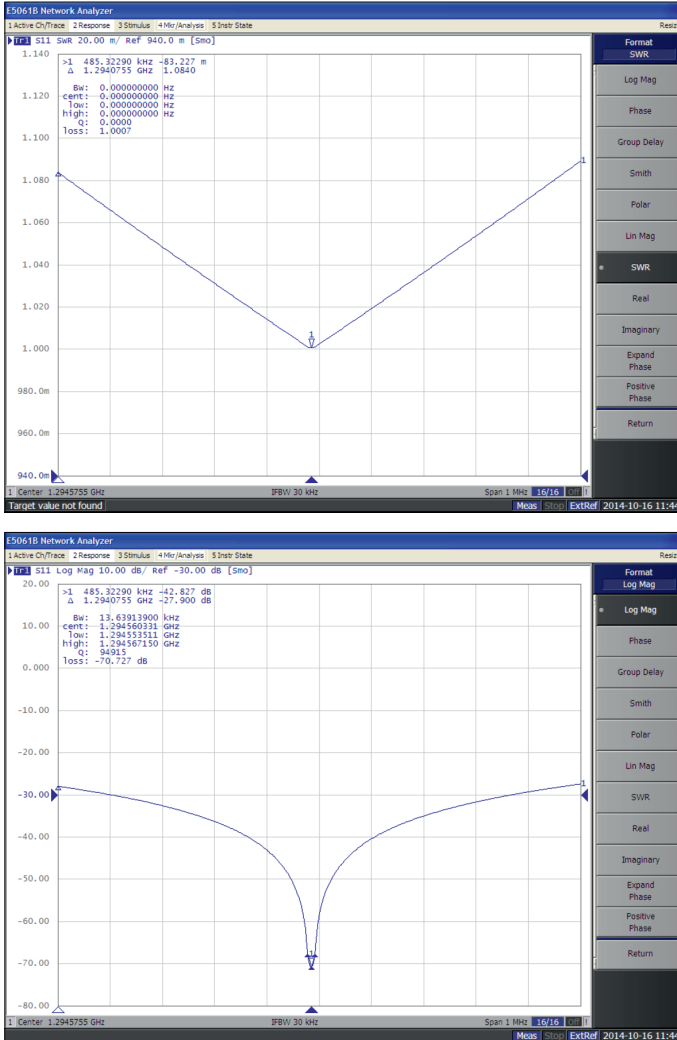 E5061B Network Analyzer
1 Active Ch/Trace 2 Response 3 Stimulus 4 Mkr/Analysis 5 Instr State
Tr1 S11 SWR 20.00 m/ Ref 940.0 m [Smo]
1.140
>1 485.32290 kHz -83.227 m
Δ 1.2940755 GHz 1.0840
BW: 0.000000000 Hz
cent: 0.000000000 Hz
low: 0.000000000 Hz
high: 0.000000000 Hz
Q: 0.0000
loss: 1.0007
1.120
1.100
1.080
1.060
1.040
1.020
1.000
980.0m
960.0m
940.0m
1
1
1 Center 1.2945755 GHz IFBW 30 kHz Span 1 MHz 16/16 Off !
Target value not found Meas Stop ExtRef 2014-10-16 11:44
Format
SWR
Log Mag
Phase
Group Delay
Smith
Polar
Lin Mag
SWR
Real
Imaginary
Expand
Phase
Positive
Phase
Return
E5061B Network Analyzer
1 Active Ch/Trace 2 Response 3 Stimulus 4 Mkr/Analysis 5 Instr State
Tr1 S11 Log Mag 10.00 dB/ Ref -30.00 dB [Smo]
20.00
>1 485.32290 kHz -42.827 dB
Δ 1.2940755 GHz -27.900 dB
BW: 13.63913900 kHz
cent: 1.294560331 GHz
low: 1.294553511 GHz
high: 1.294567150 GHz
Q: 94915
loss: -70.727 dB
10.00
0.000
-10.00
-20.00
-30.00
-40.00
-50.00
-60.00
-70.00
-80.00
1
1
1 Center 1.2945755 GHz IFBW 30 kHz Span 1 MHz 16/16 Off !
Meas Stop ExtRef 2014-10-16 11:44
Format
Log Mag
Log Mag
Phase
Group Delay
Smith
Polar
Lin Mag
SWR
Real
Imaginary
Expand
Phase
Positive
Phase
Return